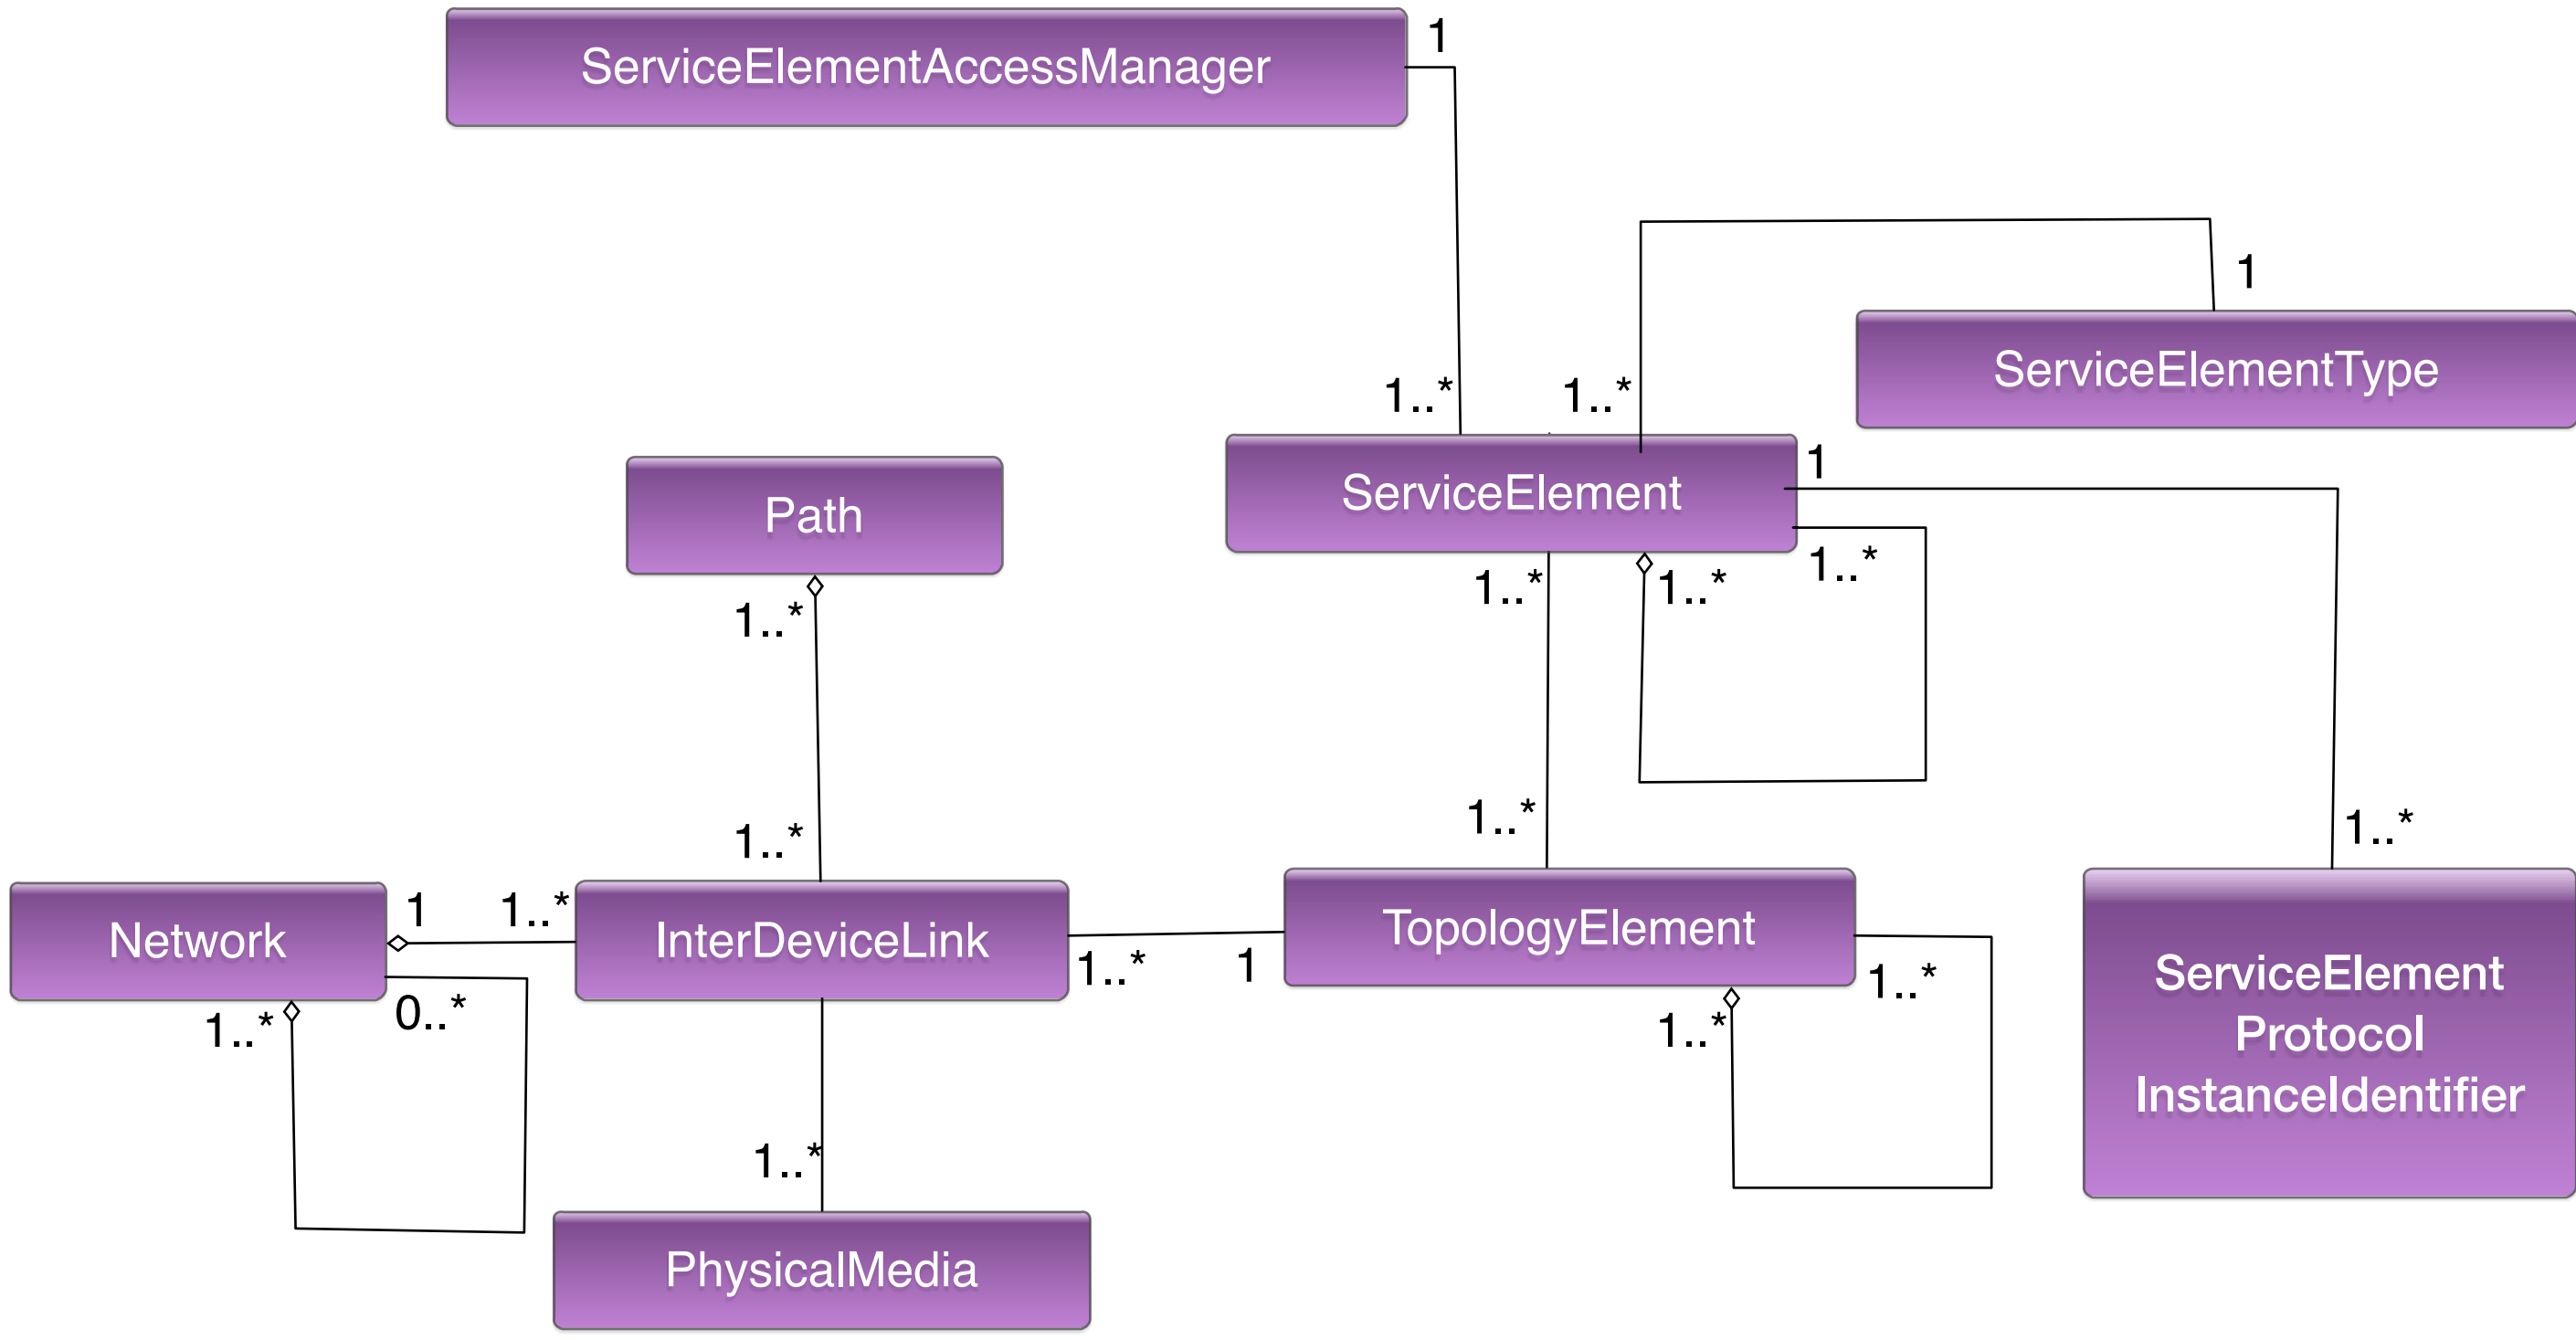 ServiceElementAccessManager
1
1
ServiceElementType
1..*
1..*
ServiceElement
1
Path
1..*
1..*
1..*
1..*
1..*
1..*
1..*
Network
1
1..*
InterDeviceLink
1..*
1
TopologyElement
1..*
1..*
0..*
1..*
ServiceElement
Protocol
InstanceIdentifier
1..*
PhysicalMedia